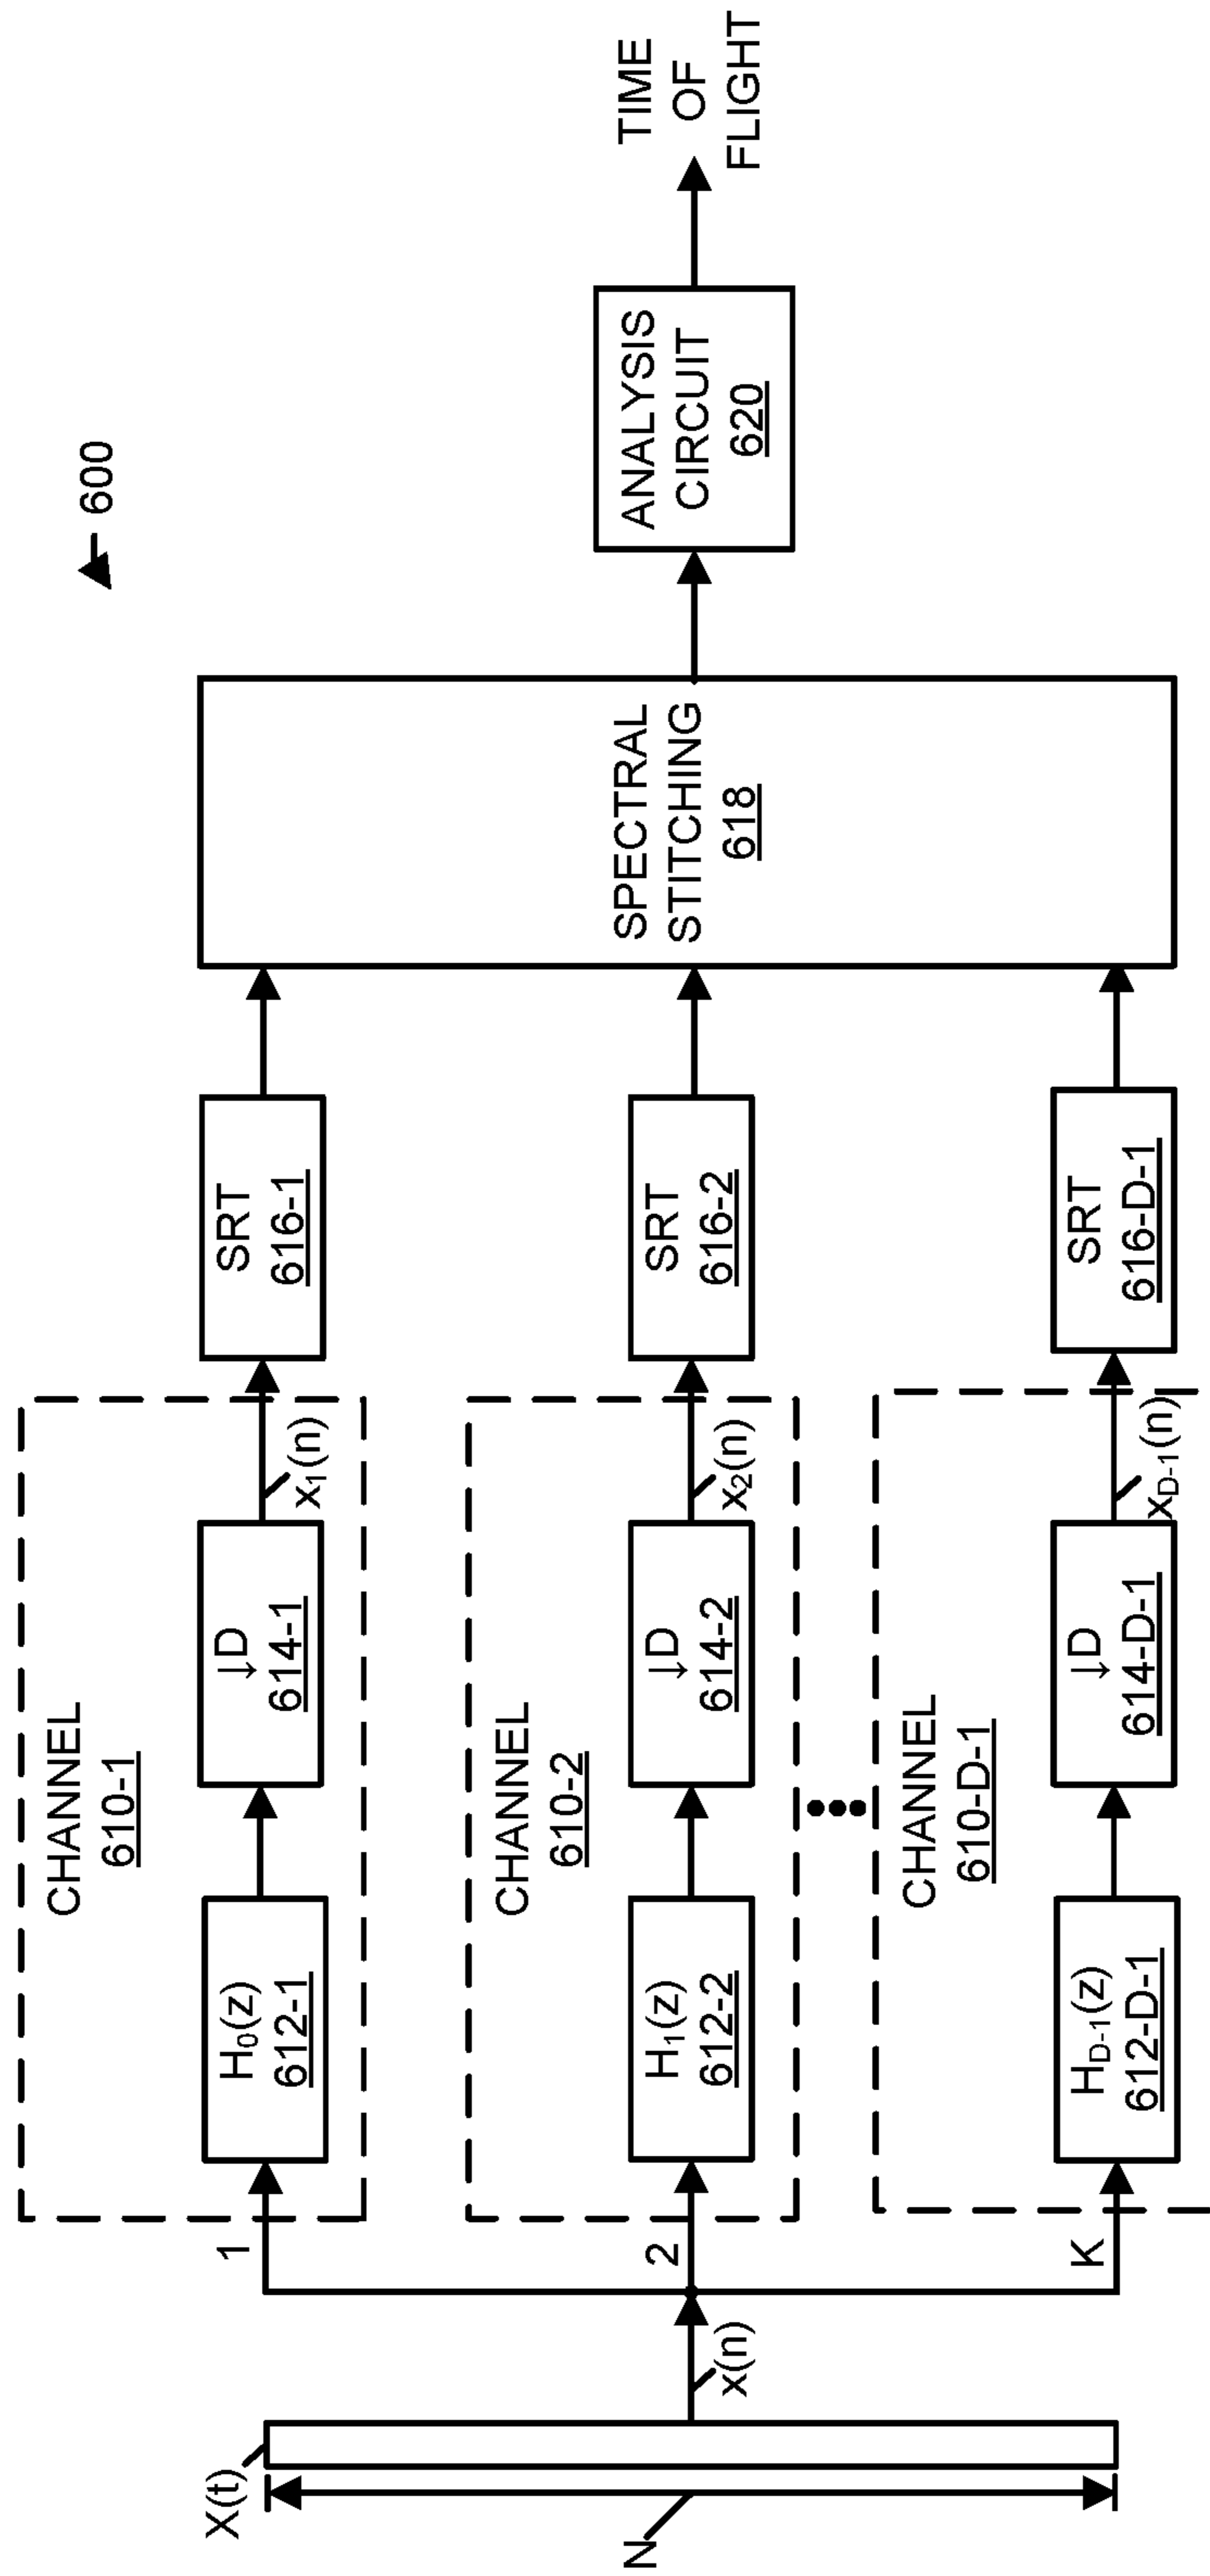 600
X(t)
N
x(n)
1
CHANNEL
610-1
H0(z)
612-1
↓D
614-1
x1(n)
SRT
616-1
2
CHANNEL
610-2
H1(z)
612-2
↓D
614-2
x2(n)
SRT
616-2
K
CHANNEL
610-D-1
HD-1(z)
612-D-1
↓D
614-D-1
xD-1(n)
SRT
616-D-1
SPECTRAL
STITCHING
618
ANALYSIS
CIRCUIT
620
TIME
OF
FLIGHT